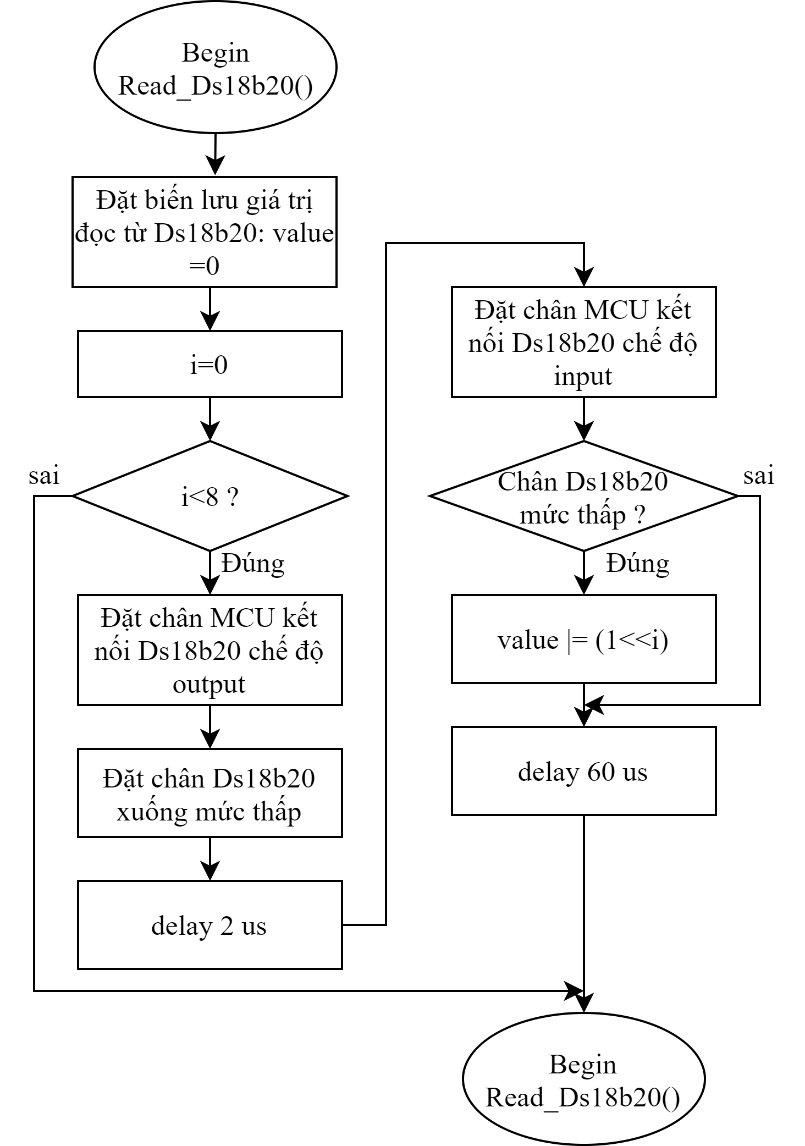 Begin
Read_Ds18b20()
Đặt biến lưu giá trị
đọc từ Ds18b20: value
=0
i=0
sai
i<8 ?
Đúng
Đặt chân MCU kết
nối Ds18b20 chế độ
output
Đặt chân Ds18b20
xuống mức thấp
delay 2 us
Đặt chân MCU kết
nối Ds18b20 chế độ
input
Chân Ds18b20
mức thấp ?
sai
Đúng
value |= (1<<i)
delay 60 us
Begin
Read_Ds18b20()